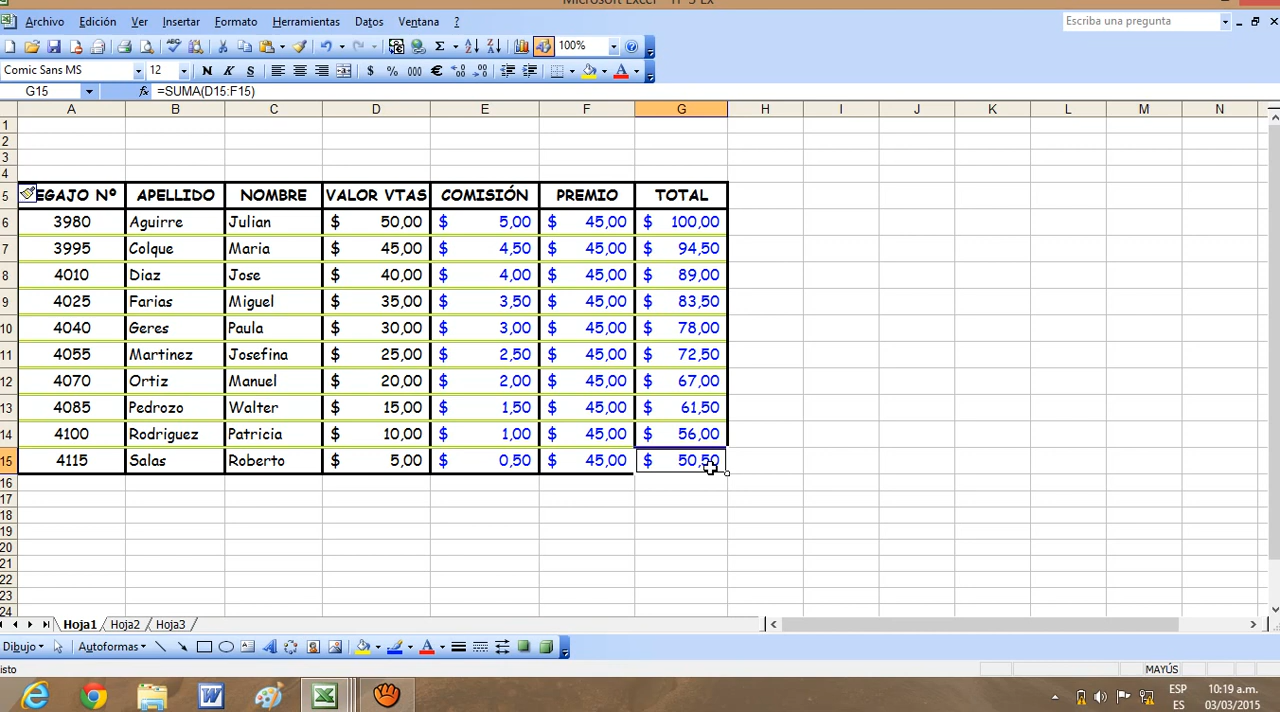 Microsoft Excel - TP 3 Ex
Archivo Edición Ver Insertar Formato Herramientas Datos Ventana ? Escriba una pregunta
Σ 100%
Comic Sans MS 12 N K S $ % 000 €
G15 fx =SUMA(D15:F15)
A B C D E F G H I J K L M N
1
2
3
4
5 EGAJO Nº APELLIDO NOMBRE VALOR VTAS COMISIÓN PREMIO TOTAL
6 3980 Aguirre Julian $ 50,00 $ 5,00 $ 45,00 $ 100,00
7 3995 Colque Maria $ 45,00 $ 4,50 $ 45,00 $ 94,50
8 4010 Diaz Jose $ 40,00 $ 4,00 $ 45,00 $ 89,00
9 4025 Farias Miguel $ 35,00 $ 3,50 $ 45,00 $ 83,50
10 4040 Geres Paula $ 30,00 $ 3,00 $ 45,00 $ 78,00
11 4055 Martinez Josefina $ 25,00 $ 2,50 $ 45,00 $ 72,50
12 4070 Ortiz Manuel $ 20,00 $ 2,00 $ 45,00 $ 67,00
13 4085 Pedrozo Walter $ 15,00 $ 1,50 $ 45,00 $ 61,50
14 4100 Rodriguez Patricia $ 10,00 $ 1,00 $ 45,00 $ 56,00
15 4115 Salas Roberto $ 5,00 $ 0,50 $ 45,00 $ 50,50
16
17
18
19
20
21
22
23
24
Hoja1 Hoja2 Hoja3
Dibujo Autoformas
isto
MAYÚS
ESP 10:19 a.m.
ES 03/03/2015